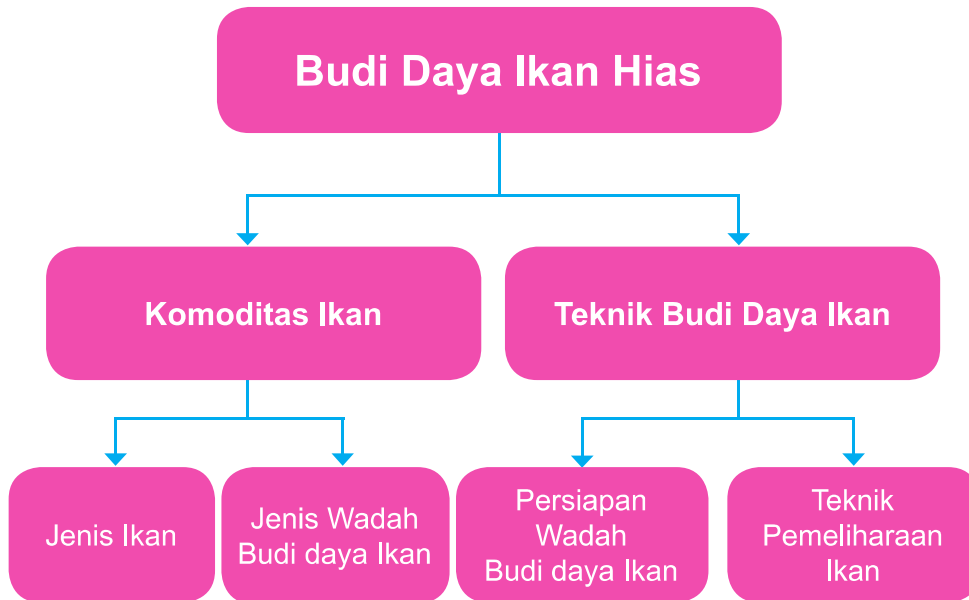 Budi Daya Ikan Hias
Komoditas Ikan
Teknik Budi Daya Ikan
Jenis Ikan
Jenis Wadah
Budi daya Ikan
Persiapan
Wadah
Budi daya Ikan
Teknik
Pemeliharaan
Ikan